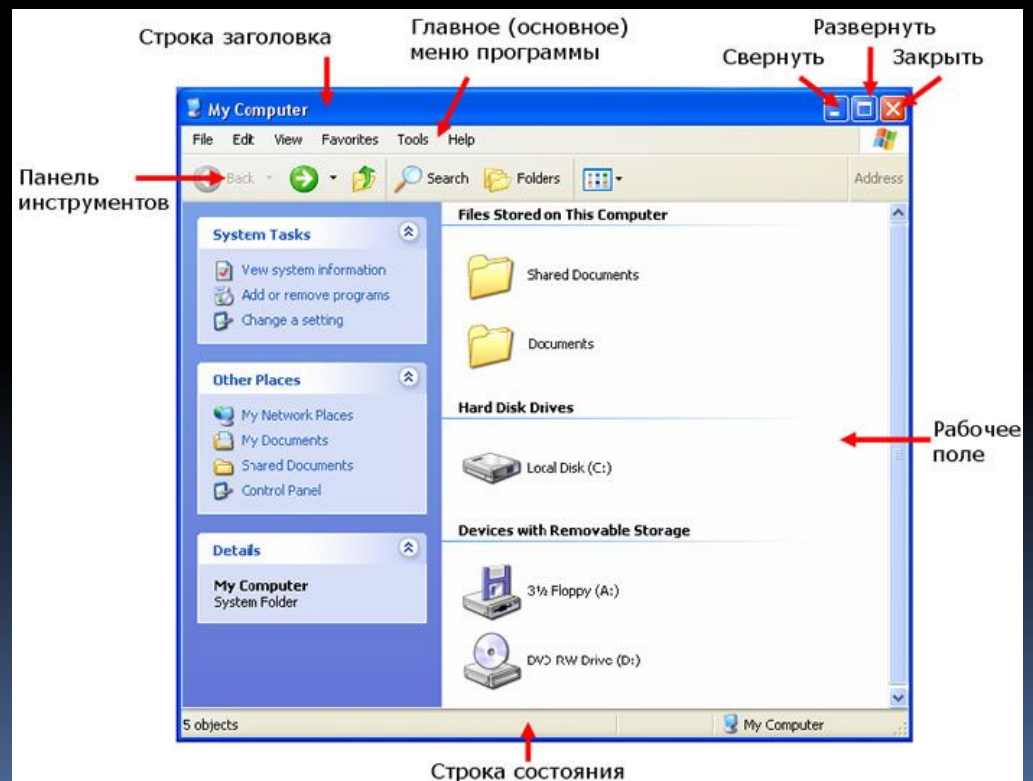 Строка заголовка
Главное (основное)
меню программы
Развернуть
Свернуть
Закрыть
My Computer
File Edit View Favorites Tools Help
Панель
инструментов
Back Search Folders Address
System Tasks
View system information
Add or remove programs
Change a setting
Other Places
My Network Places
My Documents
Shared Documents
Control Panel
Details
My Computer
System Folder
Files Stored on This Computer
Shared Documents
Documents
Hard Disk Drives
Local Disk (C:)
Devices with Removable Storage
3½ Floppy (A:)
DVD RW Drive (D:)
Рабочее
поле
5 objects
My Computer
Строка состояния